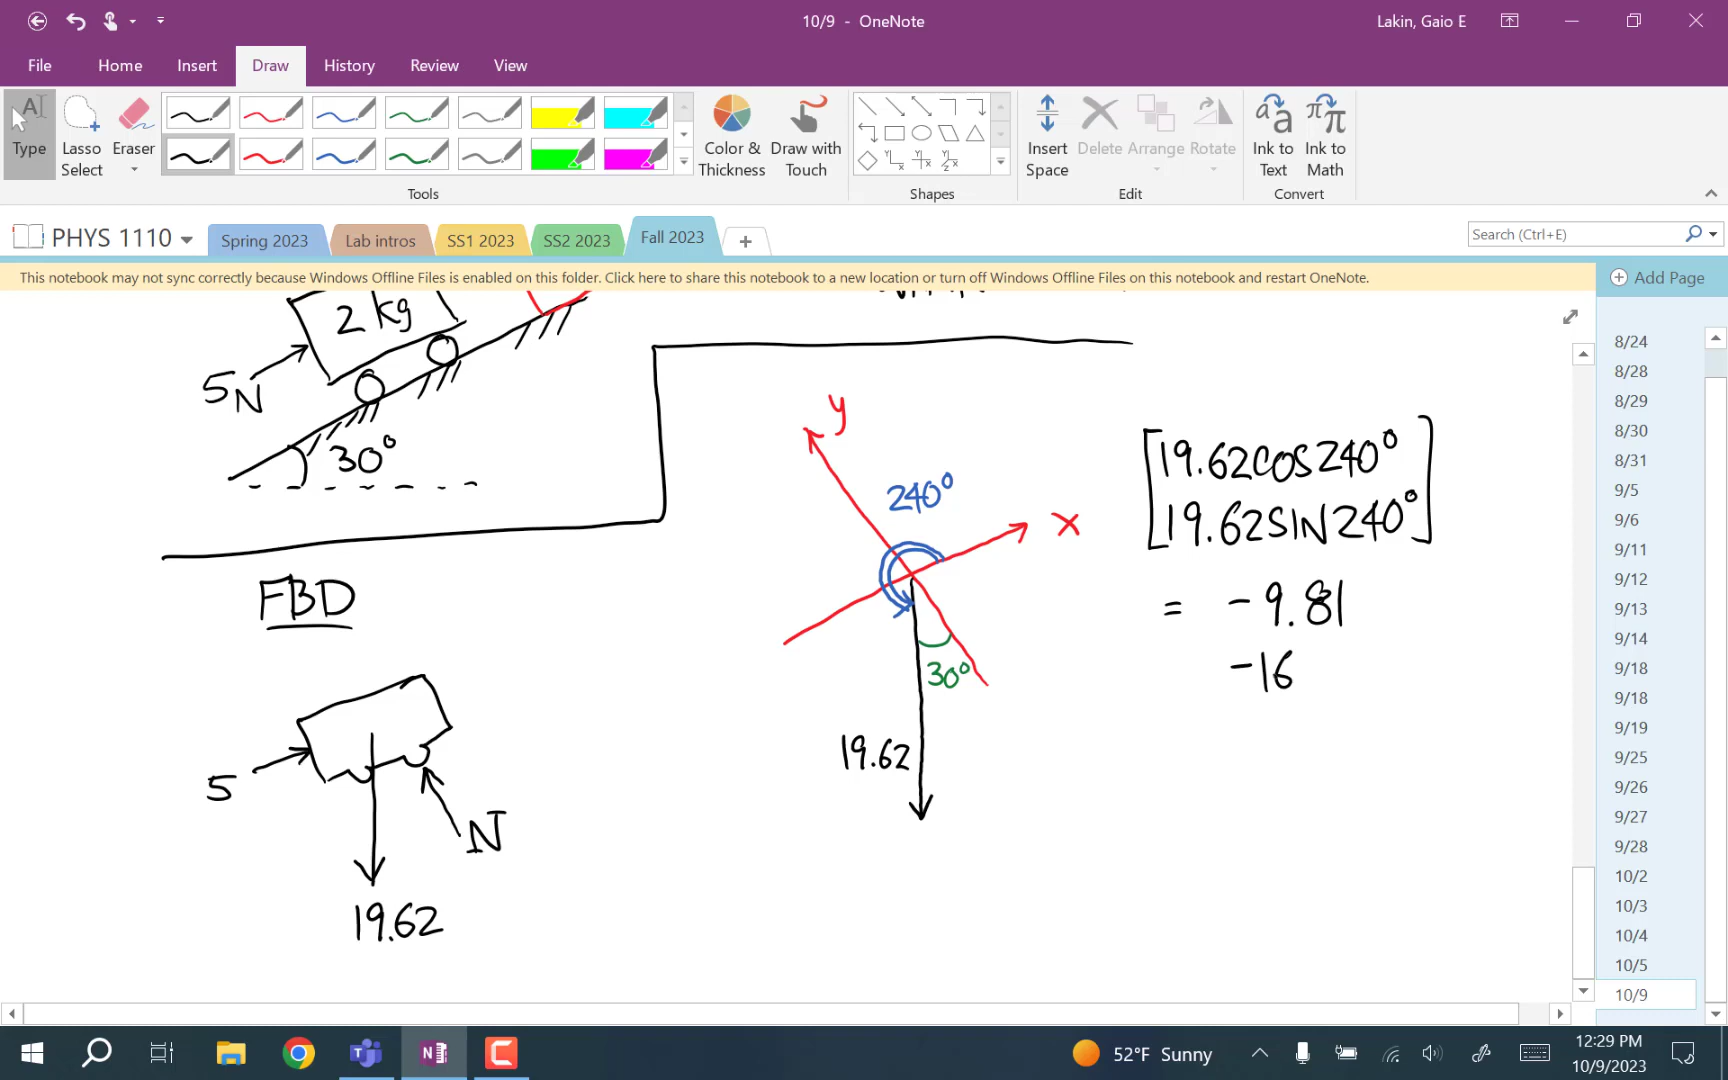 10/9 - OneNote
Lakin, Gaio E
File Home Insert Draw History Review View
Type
Lasso Select
Eraser
Color & Thickness
Draw with Touch
Insert Space
Delete
Arrange
Rotate
Ink to Text
Ink to Math
Tools
Shapes
Edit
Convert
PHYS 1110
Spring 2023
Lab intros
SS1 2023
SS2 2023
Fall 2023
Search (Ctrl+E)
This notebook may not sync correctly because Windows Offline Files is enabled on this folder. Click here to share this notebook to a new location or turn off Windows Offline Files on this notebook and restart OneNote.
Add Page
2 kg
5N
30°
FBD
5
N
19.62
y
x
240°
30°
19.62
19.62cos240°
19.62SIN240°
= -9.81
-16
8/24
8/28
8/29
8/30
8/31
9/5
9/6
9/11
9/12
9/13
9/14
9/18
9/18
9/19
9/25
9/26
9/27
9/28
10/2
10/3
10/4
10/5
10/9
52°F Sunny
12:29 PM
10/9/2023